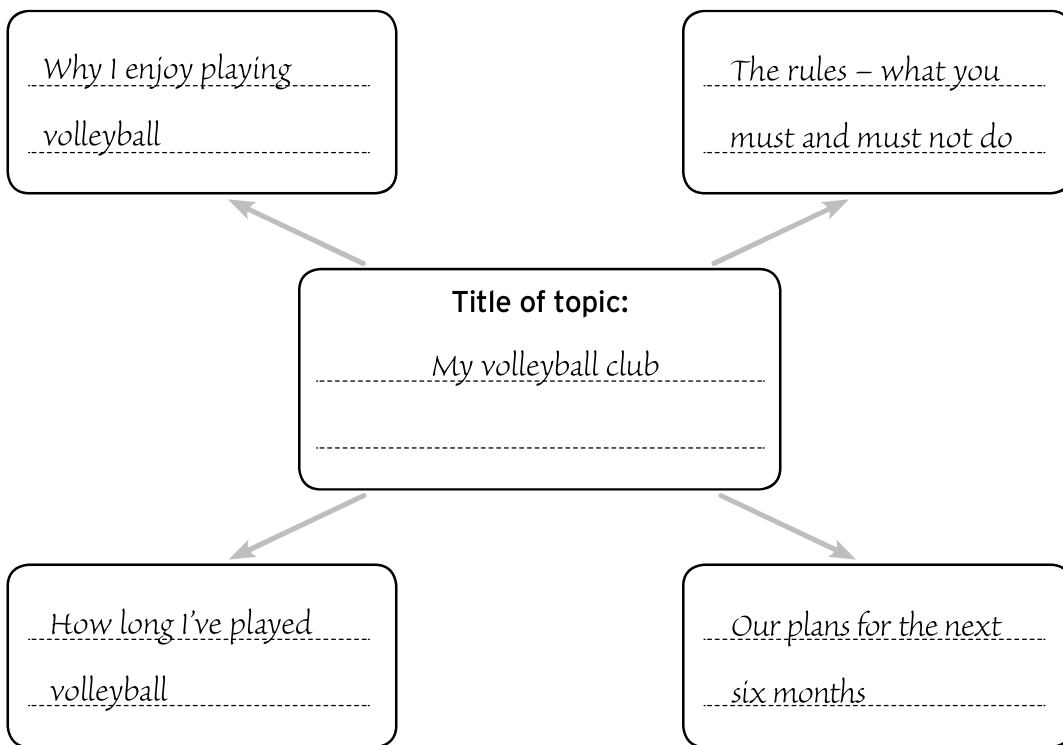 Why I enjoy playing
volleyball
The rules – what you
must and must not do
Title of topic:
My volleyball club
How long I've played
volleyball
Our plans for the next
six months